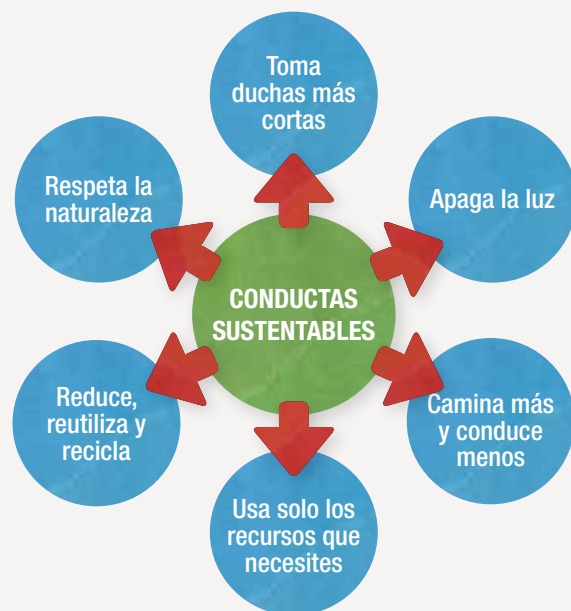 Toma
duchas más
cortas
Apaga la luz
Camina más
y conduce
menos
Usa solo los
recursos que
necesites
Reduce,
reutiliza y
recicla
Respeta la
naturaleza
CONDUCTAS
SUSTENTABLES